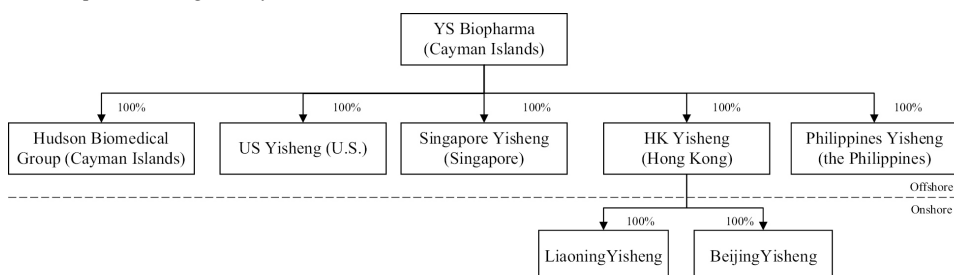 YS Biopharma
(Cayman Islands)
100%
100%
100%
100%
100%
Hudson Biomedical
Group (Cayman Islands)
US Yisheng (U.S.)
Singapore Yisheng
(Singapore)
HK Yisheng
(Hong Kong)
Philippines Yisheng
(the Philippines)
Offshore
Onshore
100%
100%
LiaoningYisheng
BeijingYisheng